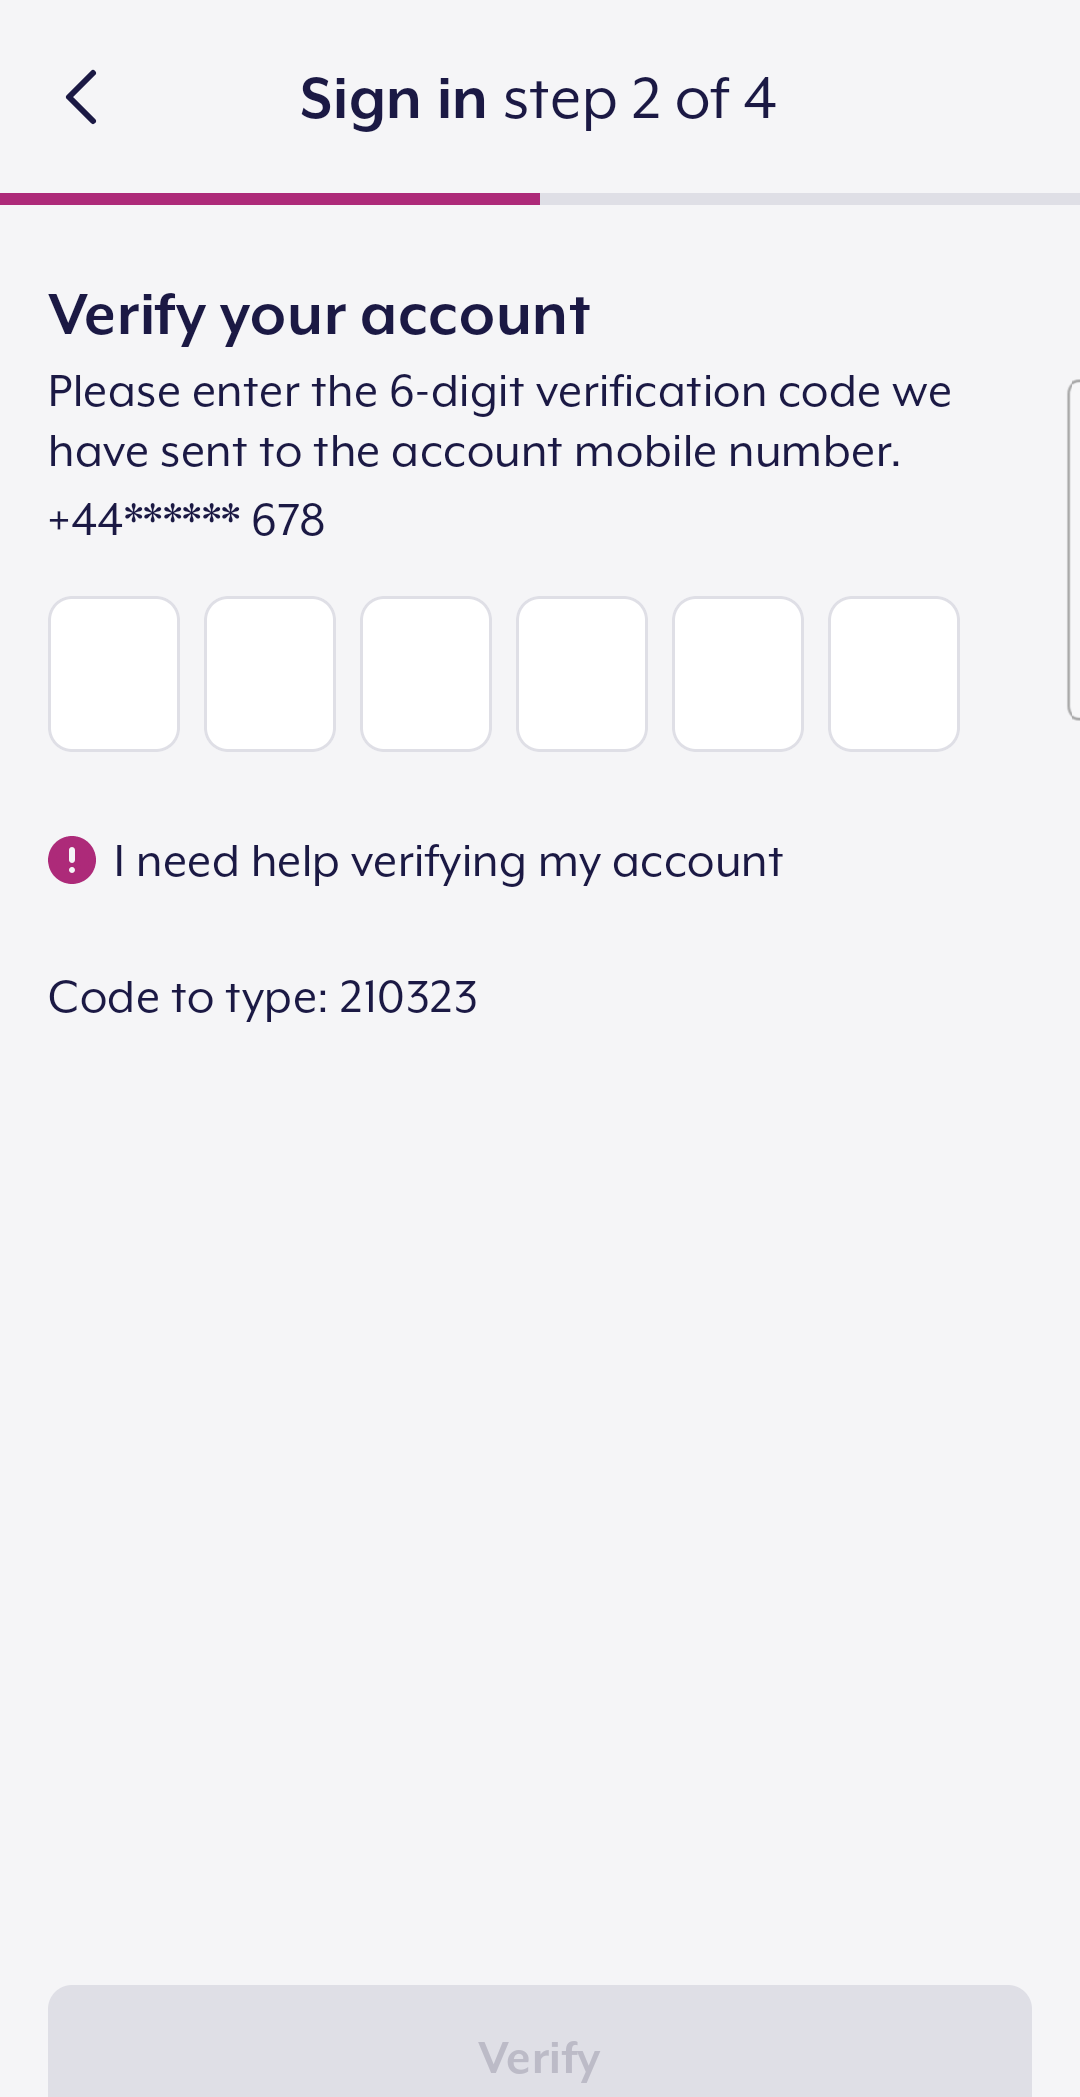 Sign in step 2 of 4
Verify your account
Please enter the 6-digit verification code we
have sent to the account mobile number.
+44****** 678
I need help verifying my account
Code to type: 210323
Verify